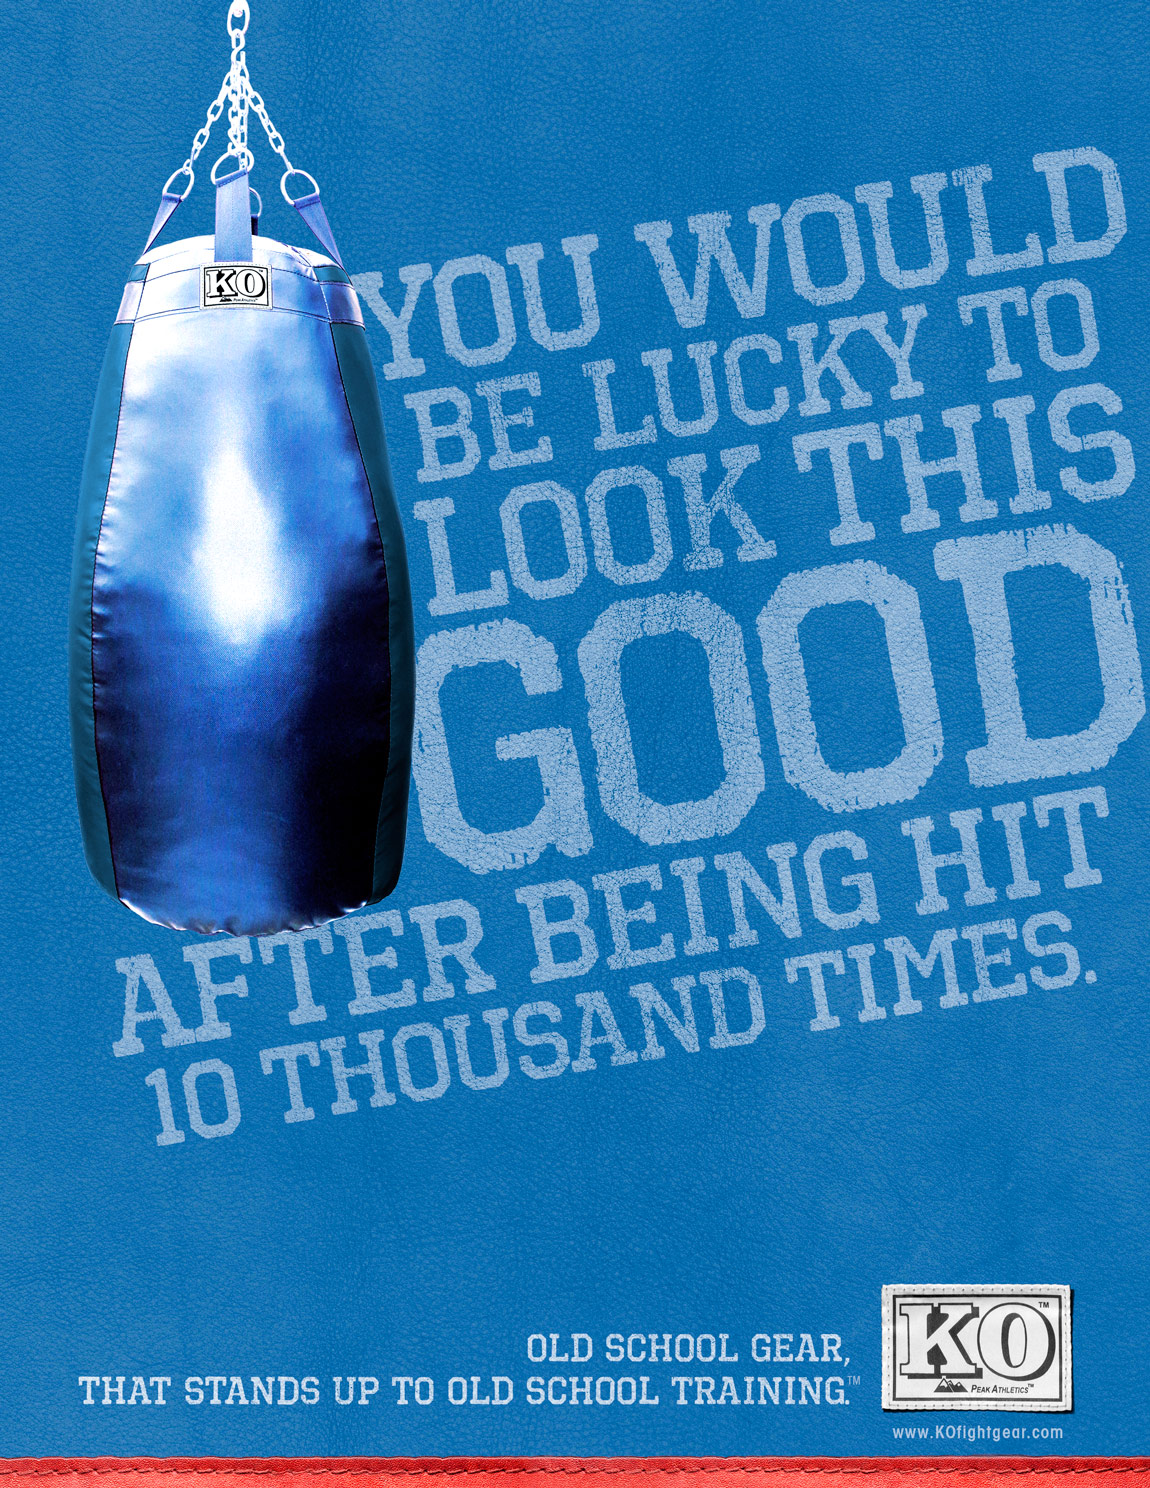 KO
PEAK ATHLETICS™
YOU WOULD
BE LUCKY TO
LOOK THIS
GOOD
AFTER BEING HIT
10 THOUSAND TIMES.
OLD SCHOOL GEAR,
THAT STANDS UP TO OLD SCHOOL TRAINING.™
KO™
PEAK ATHLETICS™
www.KOfightgear.com